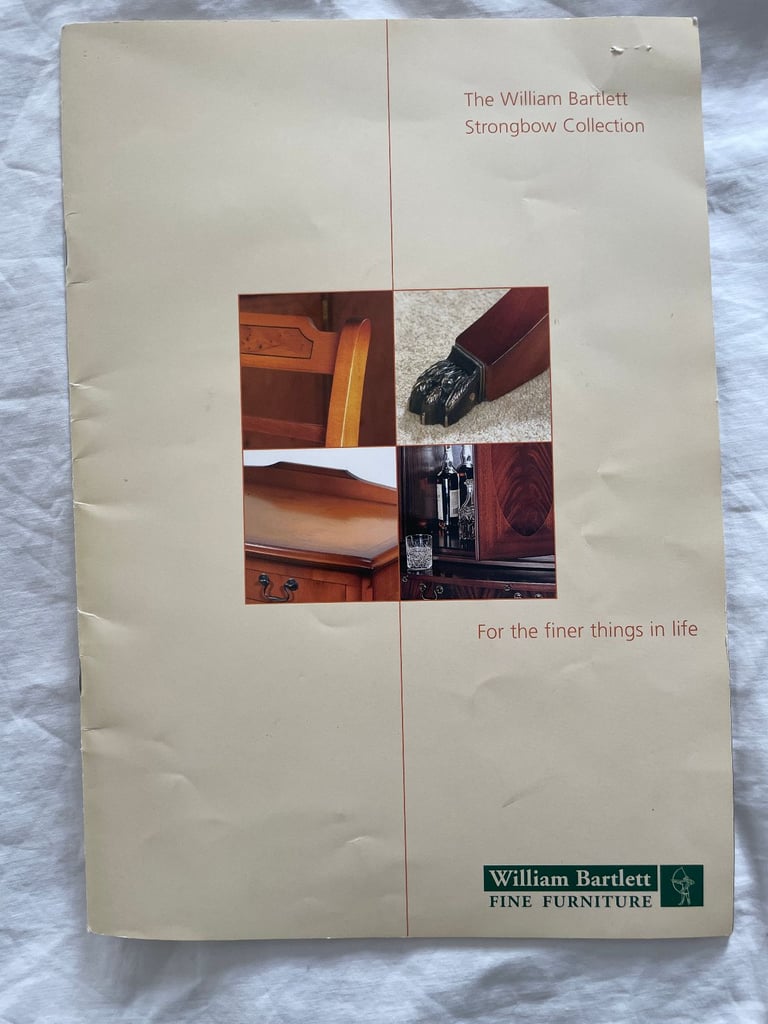 The William Bartlett
Strongbow Collection
For the finer things in life
William Bartlett
FINE FURNITURE